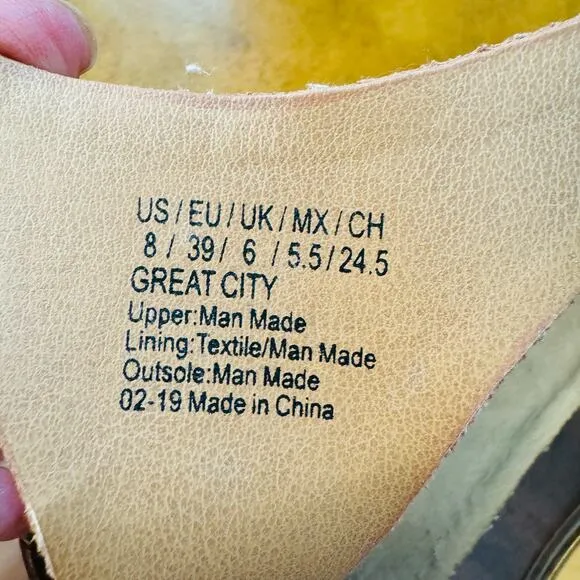 US/EU/UK/MX/CH
8 / 39/ 6 / 5.5/24.5
GREAT CITY
Upper:Man Made
Lining:Textile/Man Made
Outsole:Man Made
02-19 Made in China